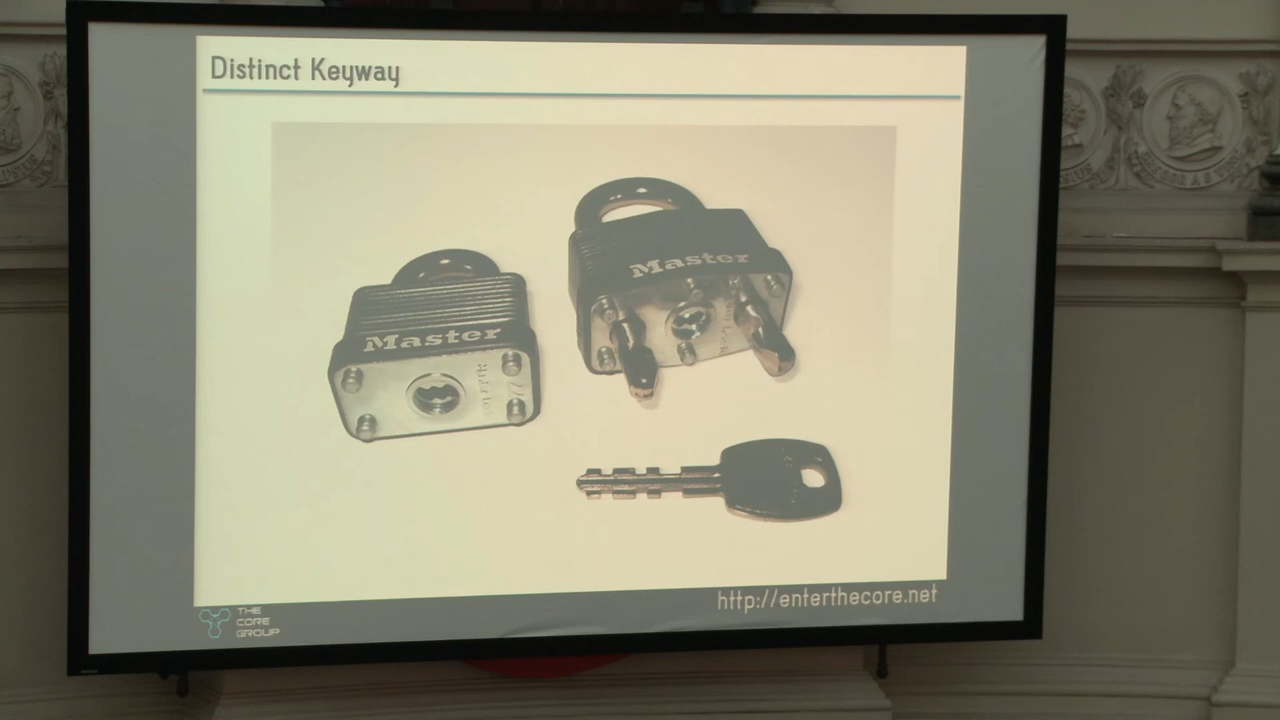 Distinct Keyway
Master
Master
http://enterthecore.net
THE
CORE
GROUP